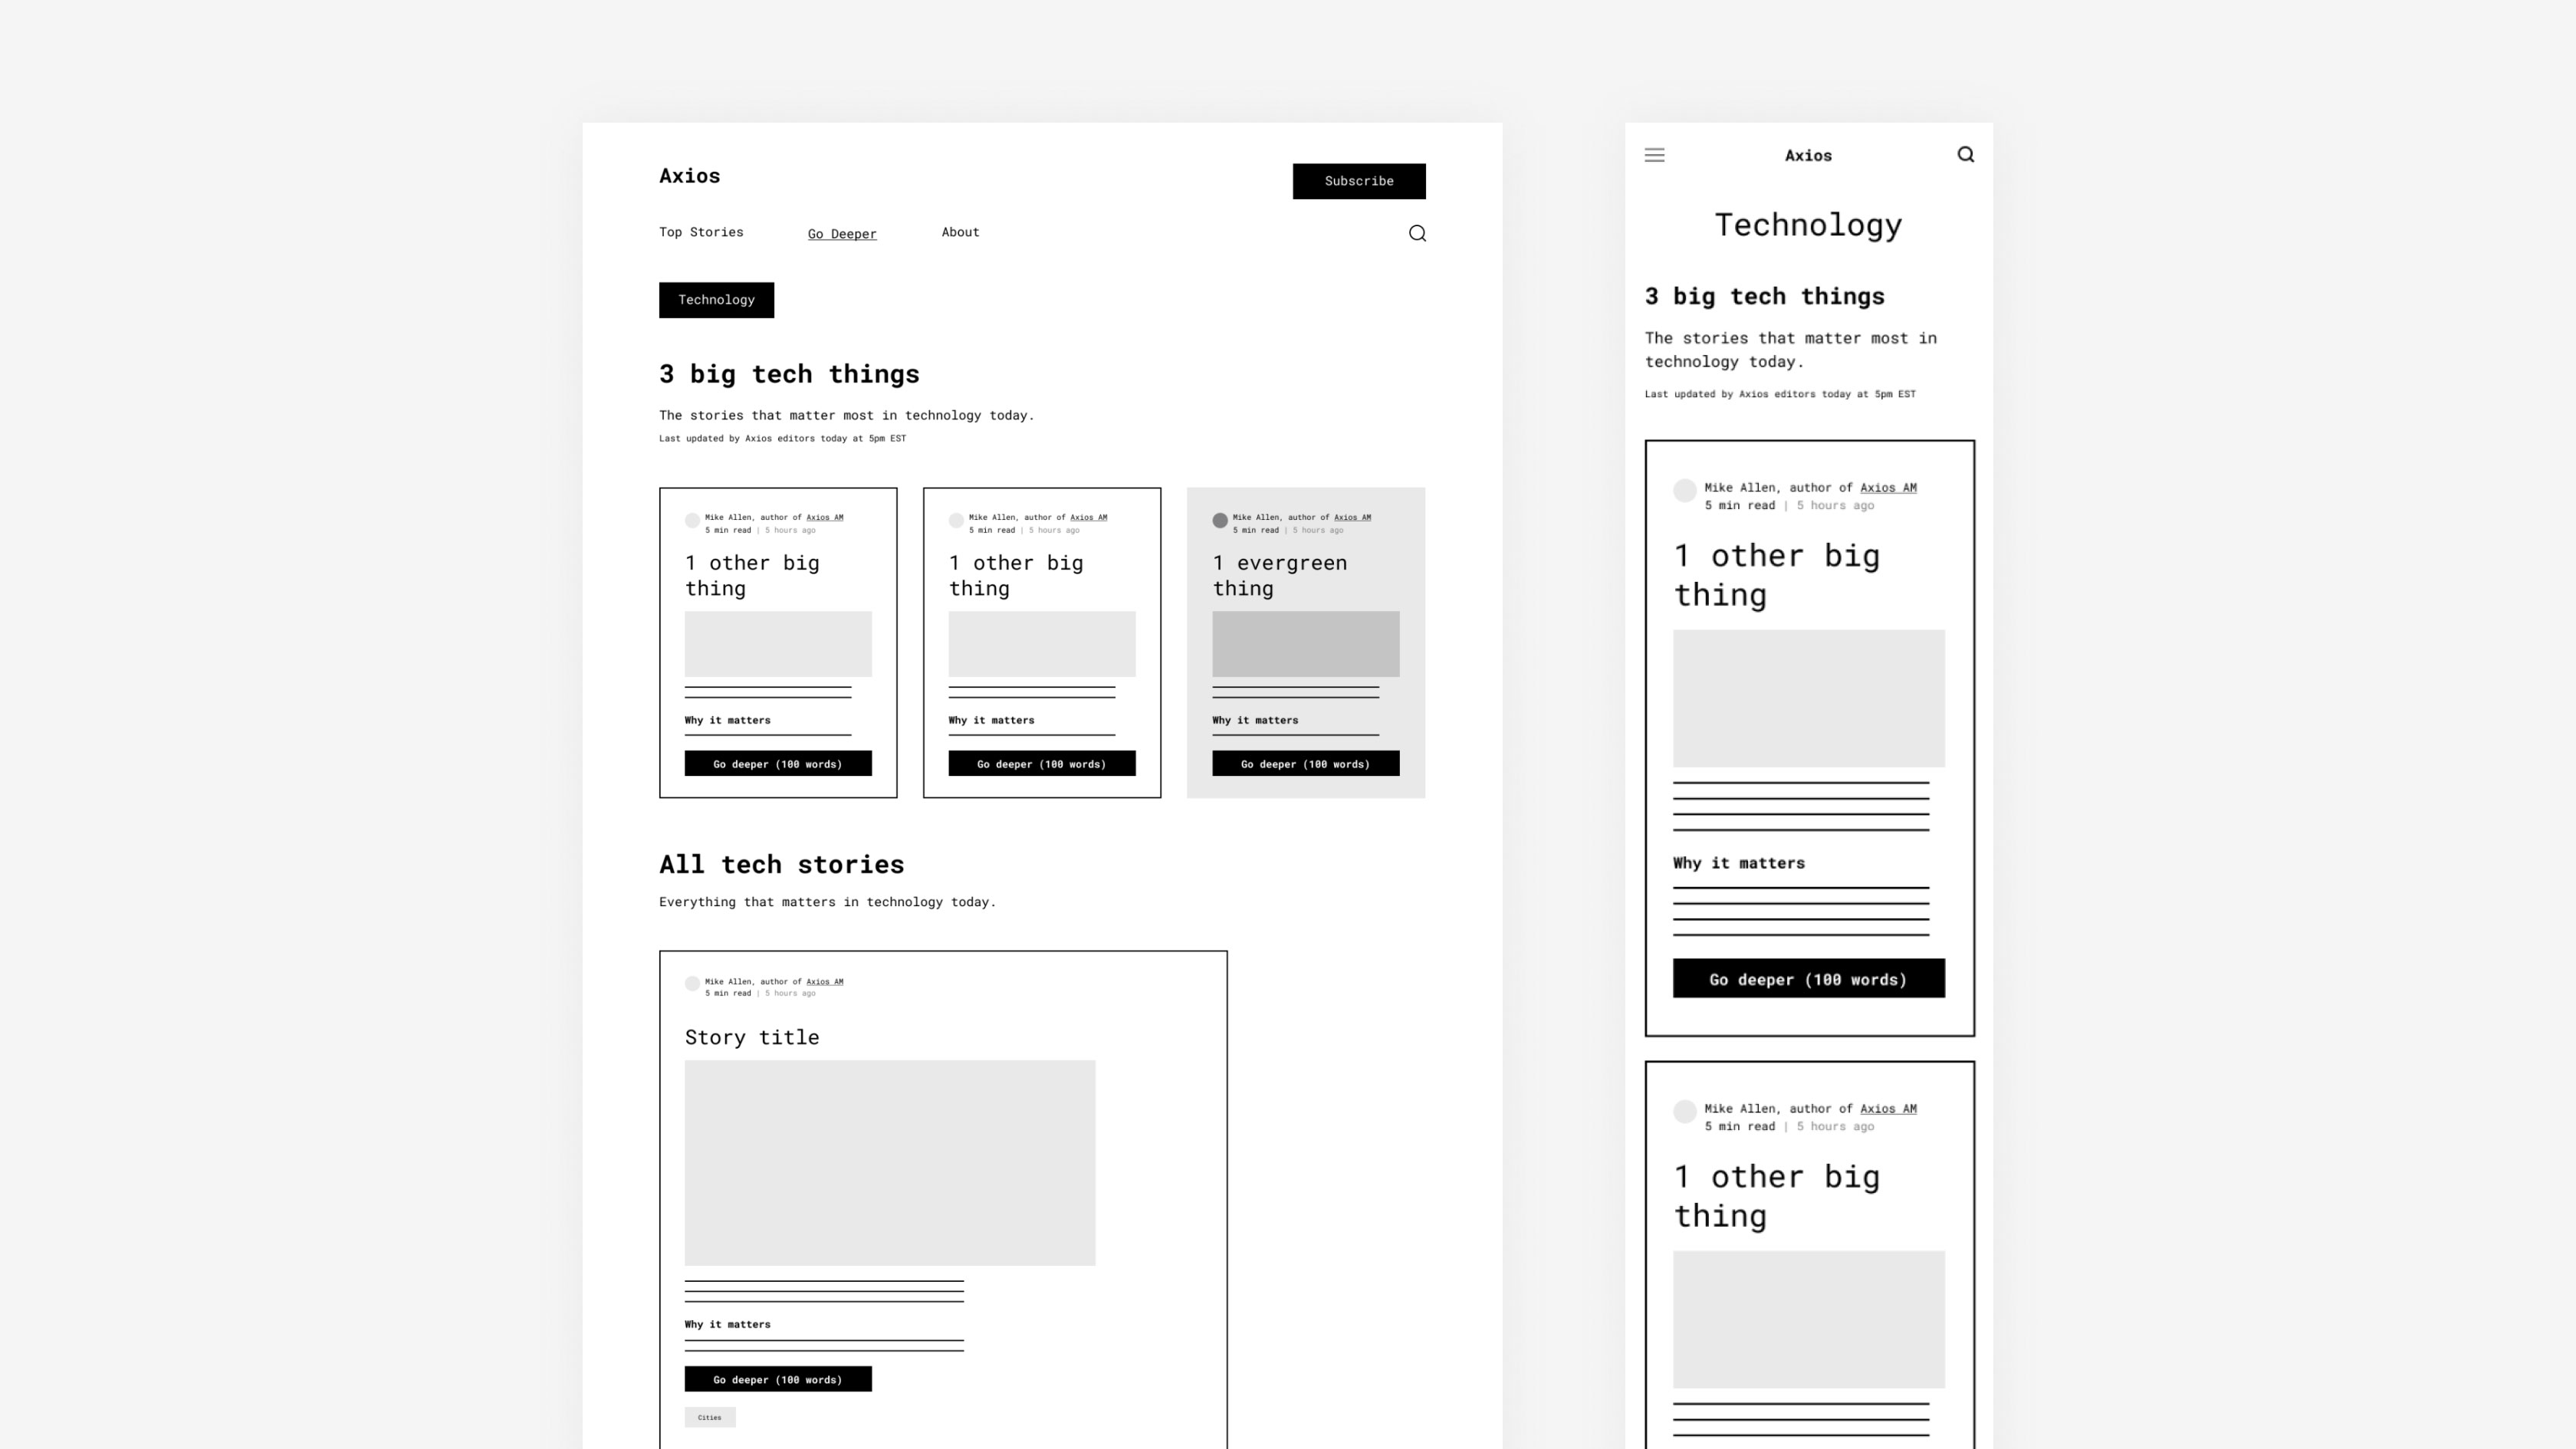 Axios
Subscribe
Top Stories
Go Deeper
About
Technology
3 big tech things
The stories that matter most in technology today.
Last updated by Axios editors today at 5pm EST
Mike Allen, author of Axios AM
5 min read | 5 hours ago
1 other big
thing
Why it matters
Go deeper (100 words)
Mike Allen, author of Axios AM
5 min read | 5 hours ago
1 other big
thing
Why it matters
Go deeper (100 words)
Mike Allen, author of Axios AM
5 min read | 5 hours ago
1 evergreen
thing
Why it matters
Go deeper (100 words)
All tech stories
Everything that matters in technology today.
Mike Allen, author of Axios AM
5 min read | 5 hours ago
Story title
Why it matters
Go deeper (100 words)
Cities
Axios
Technology
3 big tech things
The stories that matter most in
technology today.
Last updated by Axios editors today at 5pm EST
Mike Allen, author of Axios AM
5 min read | 5 hours ago
1 other big
thing
Why it matters
Go deeper (100 words)
Mike Allen, author of Axios AM
5 min read | 5 hours ago
1 other big
thing